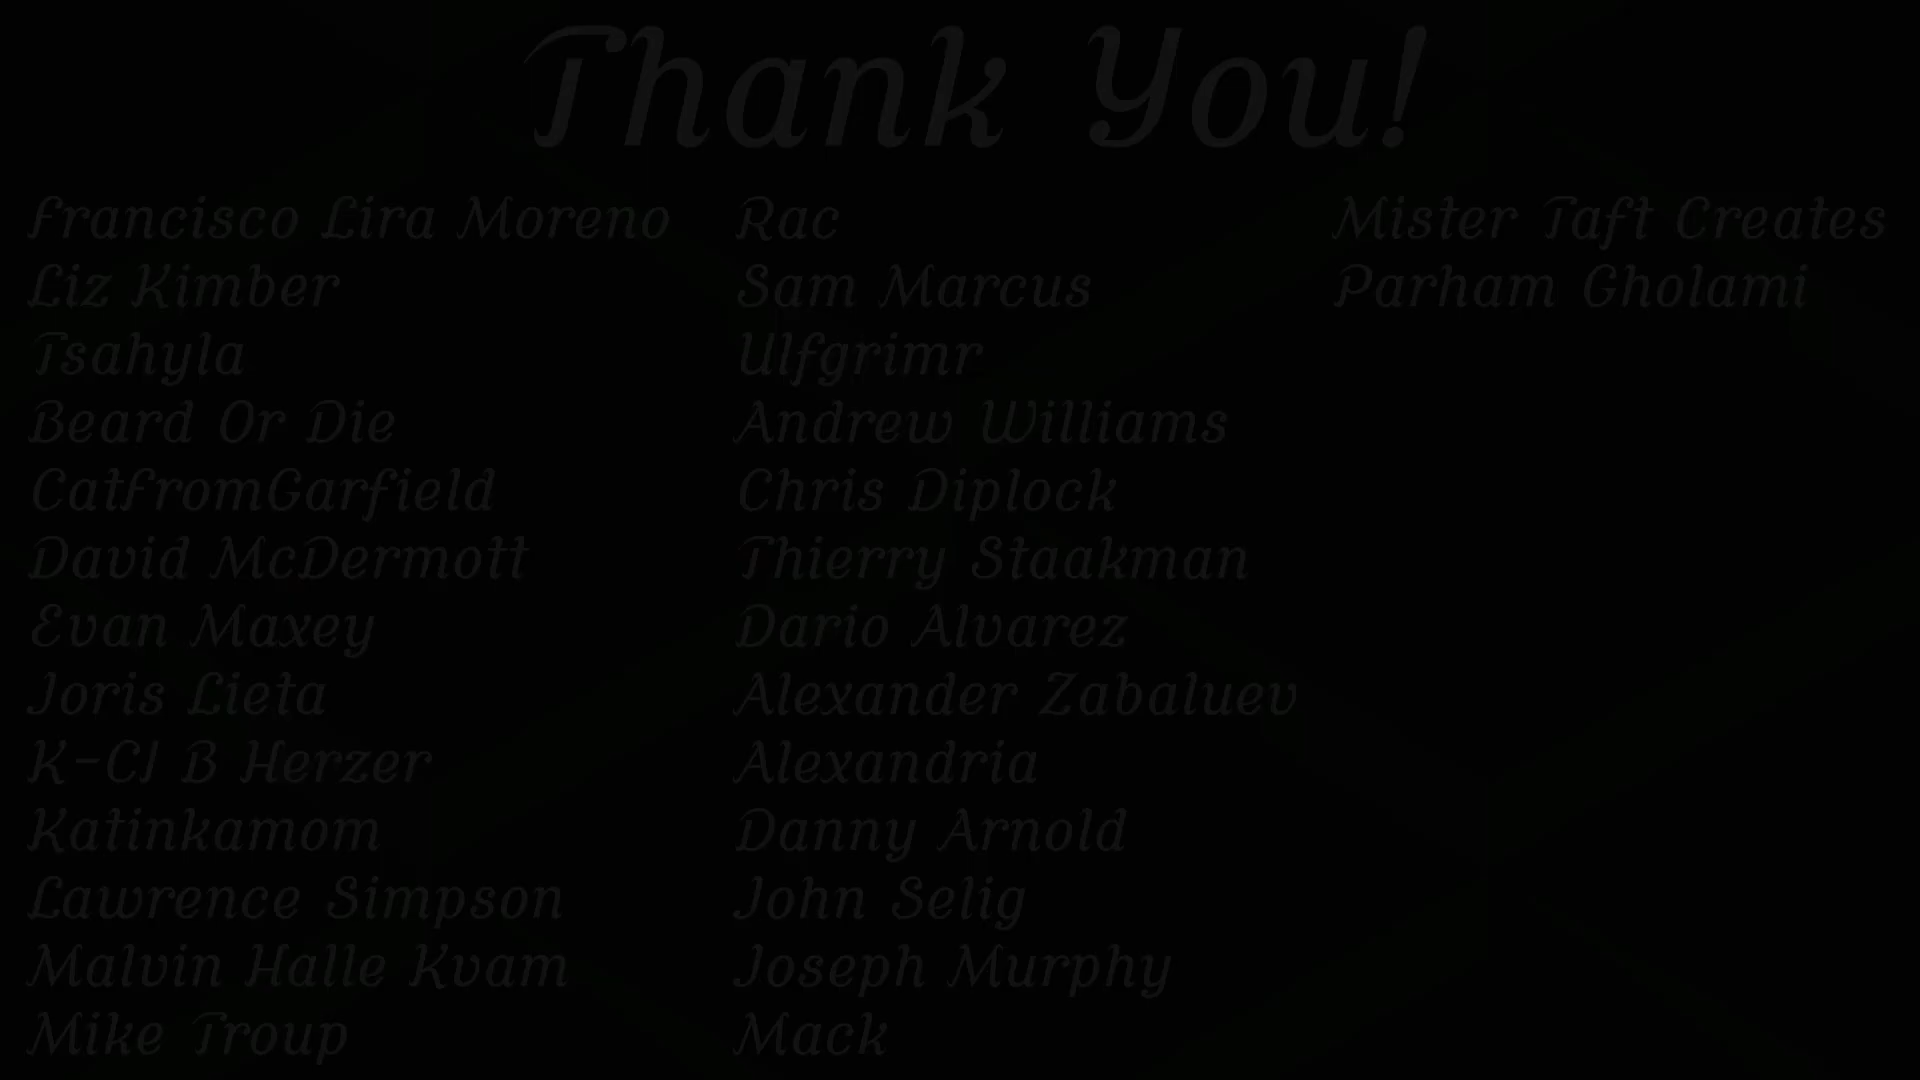 Thank You!
Francisco Lira Moreno
Liz Kimber
Tsahyla
Beard Or Die
CatFromGarfield
David McDermott
Evan Maxey
Joris Lieta
K-CJ B Herzer
Katinkamom
Lawrence Simpson
Malvin Halle Kvam
Mike Troup
Rac
Sam Marcus
Ulfgrimr
Andrew Williams
Chris Diplock
Thierry Staakman
Dario Alvarez
Alexander Zabaluev
Alexandria
Danny Arnold
John Selig
Joseph Murphy
Mack
Mister Taft Creates
Parham Gholami